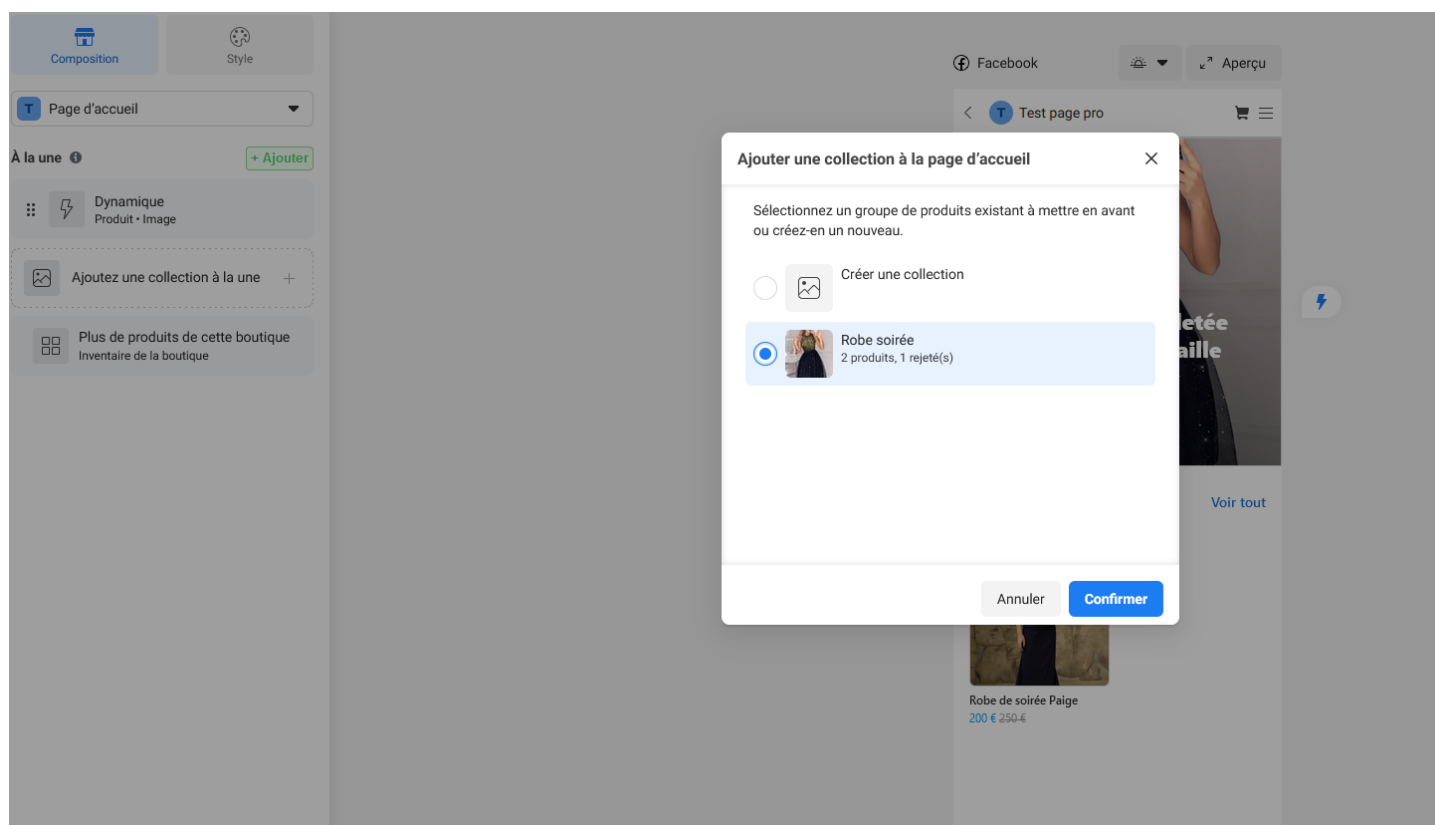 Composition
Style
T Page d'accueil
À la une
+ Ajouter
Dynamique
Produit • Image
Ajoutez une collection à la une
Plus de produits de cette boutique
Inventaire de la boutique
Facebook
Aperçu
T Test page pro
Ajouter une collection à la page d'accueil
Sélectionnez un groupe de produits existant à mettre en avant
ou créez-en un nouveau.
Créer une collection
Robe soirée
2 produits, 1 rejeté(s)
Annuler
Confirmer
etée
aille
Voir tout
Robe de soirée Paige
200 € 250 €